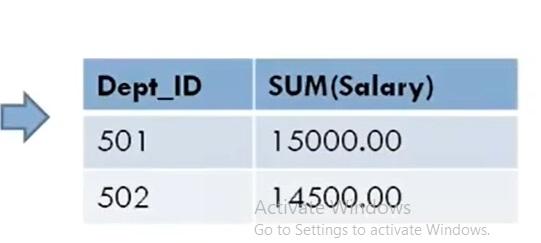 Dept_ID SUM(Salary)
501 15000.00
502 14500.00
Activate Windows
Go to Settings to activate Windows.